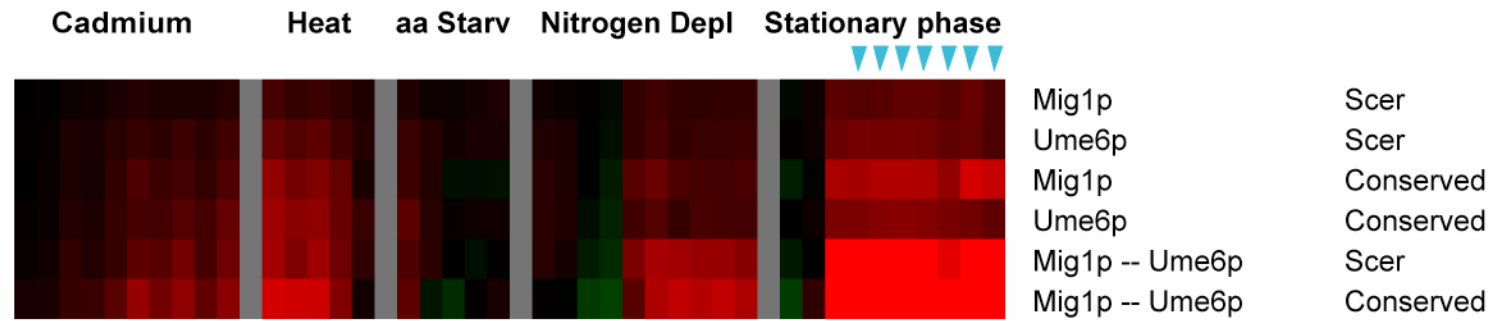 Cadmium Heat aa Starv Nitrogen Depl Stationary phase
Mig1p Scer
Ume6p Scer
Mig1p Conserved
Ume6p Conserved
Mig1p -- Ume6p Scer
Mig1p -- Ume6p Conserved